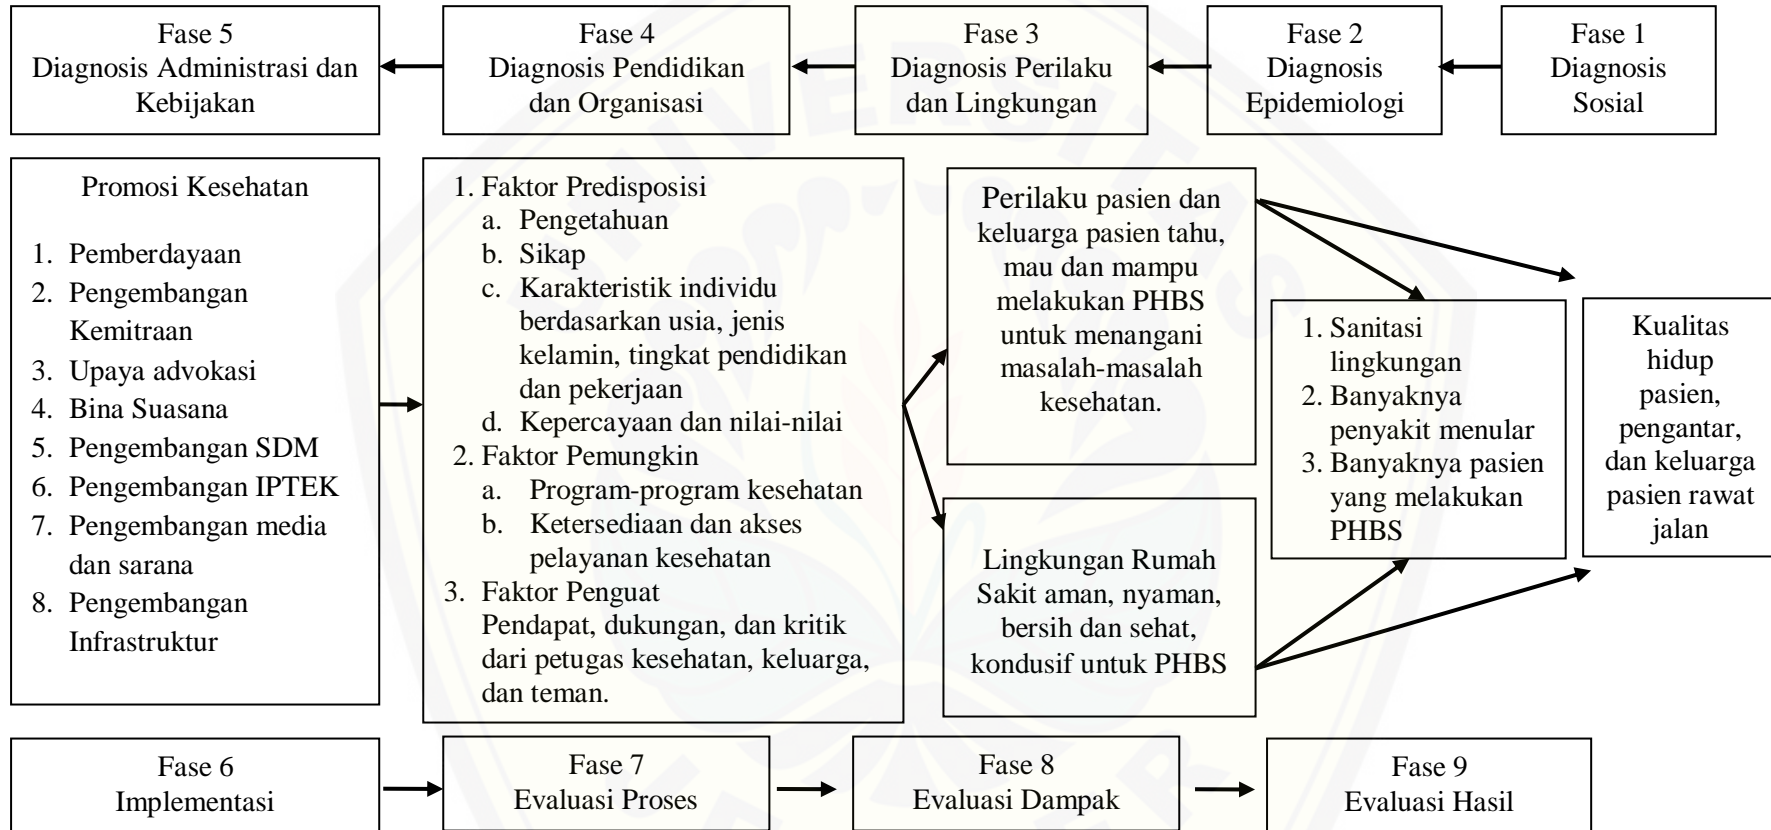 Fase 5
Diagnosis Administrasi dan
Kebijakan
Fase 4
Diagnosis Pendidikan
dan Organisasi
Fase 3
Diagnosis Perilaku
dan Lingkungan
Fase 2
Diagnosis
Epidemiologi
Fase 1
Diagnosis
Sosial
Promosi Kesehatan
1. Pemberdayaan
2. Pengembangan
Kemitraan
3. Upaya advokasi
4. Bina Suasana
5. Pengembangan SDM
6. Pengembangan IPTEK
7. Pengembangan media
dan sarana
8. Pengembangan
Infrastruktur
1. Faktor Predisposisi
a. Pengetahuan
b. Sikap
c. Karakteristik individu
berdasarkan usia, jenis
kelamin, tingkat pendidikan
dan pekerjaan
d. Kepercayaan dan nilai-nilai
2. Faktor Pemungkin
a. Program-program kesehatan
b. Ketersediaan dan akses
pelayanan kesehatan
3. Faktor Penguat
Pendapat, dukungan, dan kritik
dari petugas kesehatan, keluarga,
dan teman.
Perilaku pasien dan
keluarga pasien tahu,
mau dan mampu
melakukan PHBS
untuk menangani
masalah-masalah
kesehatan.
Lingkungan Rumah
Sakit aman, nyaman,
bersih dan sehat,
kondusif untuk PHBS
1. Sanitasi
lingkungan
2. Banyaknya
penyakit menular
3. Banyaknya pasien
yang melakukan
PHBS
Kualitas
hidup
pasien,
pengantar,
dan keluarga
pasien rawat
jalan
Fase 6
Implementasi
Fase 7
Evaluasi Proses
Fase 8
Evaluasi Dampak
Fase 9
Evaluasi Hasil
UNIVERSITAS